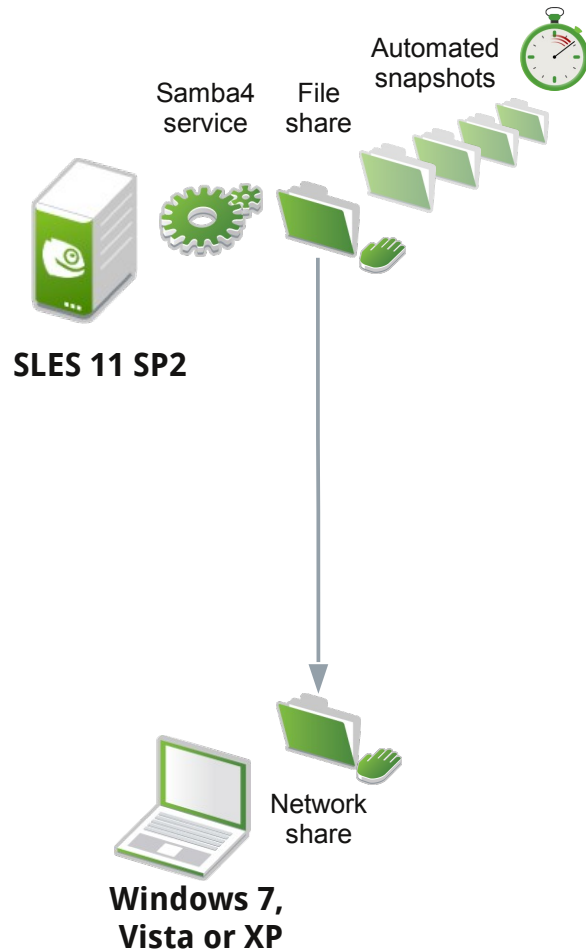 Automated
snapshots
Samba4
service
File
share
SLES 11 SP2
Network
share
Windows 7,
Vista or XP